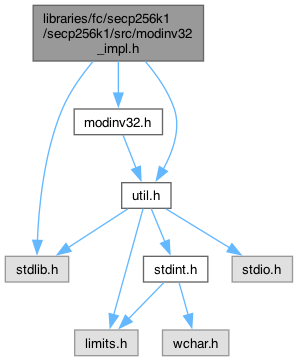 libraries/fc/secp256k1
/secp256k1/src/modinv32
_impl.h
modinv32.h
util.h
stdlib.h
stdint.h
stdio.h
limits.h
wchar.h